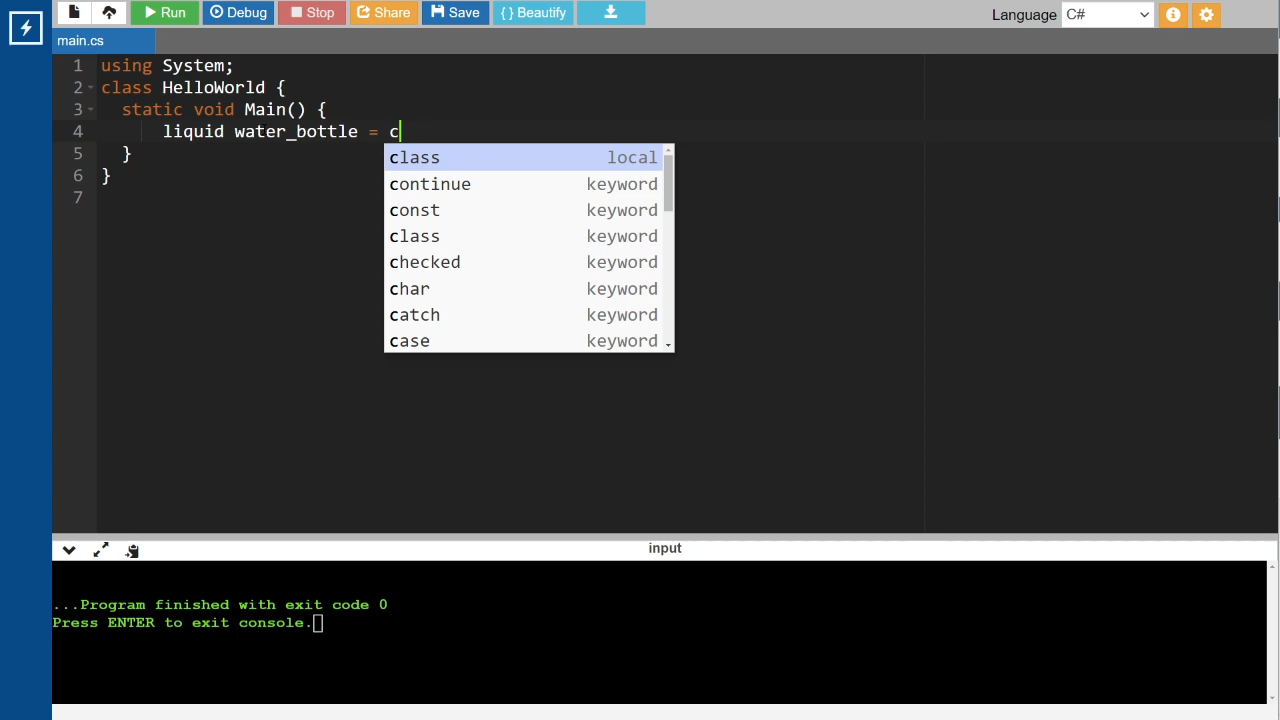 Run Debug Stop Share Save { } Beautify Language C#
main.cs
1 using System;
2 class HelloWorld {
3 static void Main() {
4 liquid water_bottle = c
5 }
6 }
7
class local
continue keyword
const keyword
class keyword
checked keyword
char keyword
catch keyword
case keyword
input
...Program finished with exit code 0
Press ENTER to exit console.